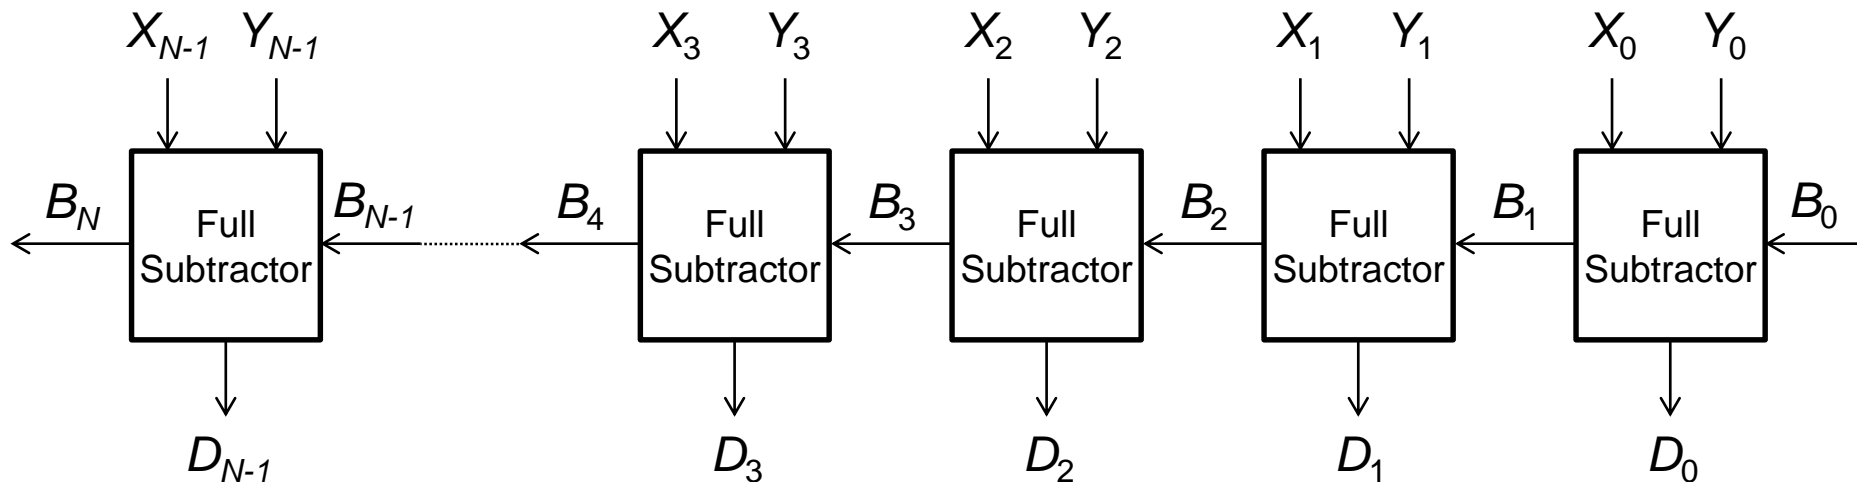 X_{N-1} Y_{N-1} X_3 Y_3 X_2 Y_2 X_1 Y_1 X_0 Y_0
B_N B_{N-1} B_4 B_3 B_2 B_1 B_0
Full Full Full Full Full
Subtractor Subtractor Subtractor Subtractor Subtractor
D_{N-1} D_3 D_2 D_1 D_0